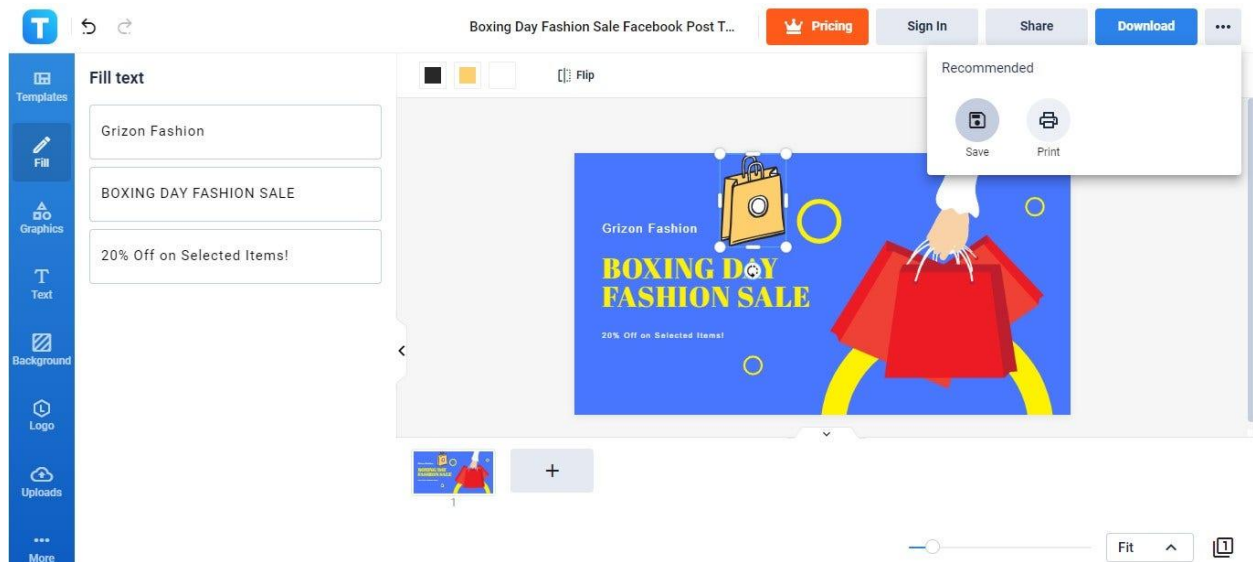 T
Boxing Day Fashion Sale Facebook Post T...
Pricing
Sign In
Share
Download
Templates
Fill
Graphics
Text
Background
Logo
Uploads
More
Fill text
Grizon Fashion
BOXING DAY FASHION SALE
20% Off on Selected Items!
Flip
Recommended
Save
Print
Grizon Fashion
BOXING DAY
FASHION SALE
20% Off on Selected Items!
1
Fit
1